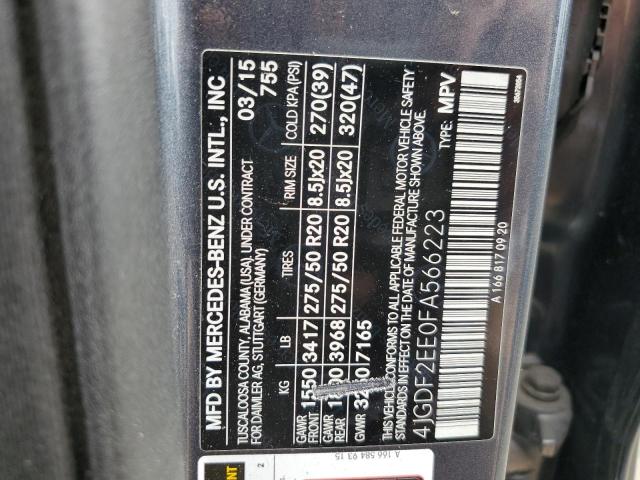 MFD BY MERCEDES-BENZ U.S. INTL., INC
TUSCALOOSA COUNTY, ALABAMA (USA), UNDER CONTRACT 03/15
FOR DAIMLER AG, STUTTGART (GERMANY) 755
KG LB TIRES RIM SIZE COLD KPA(PSI)
GAWR FRONT 1550 3417 275/50 R20 8.5Jx20 270(39)
GAWR REAR 3968 275/50 R20 8.5Jx20 320(47)
GVWR 7165
THIS VEHICLE CONFORMS TO ALL APPLICABLE FEDERAL MOTOR VEHICLE SAFETY
STANDARDS IN EFFECT ON THE DATE OF MANUFACTURE SHOWN ABOVE.
4JGDF2EE0FA566223 TYPE: MPV
A 166 817 09 20
A 166 584 93 15